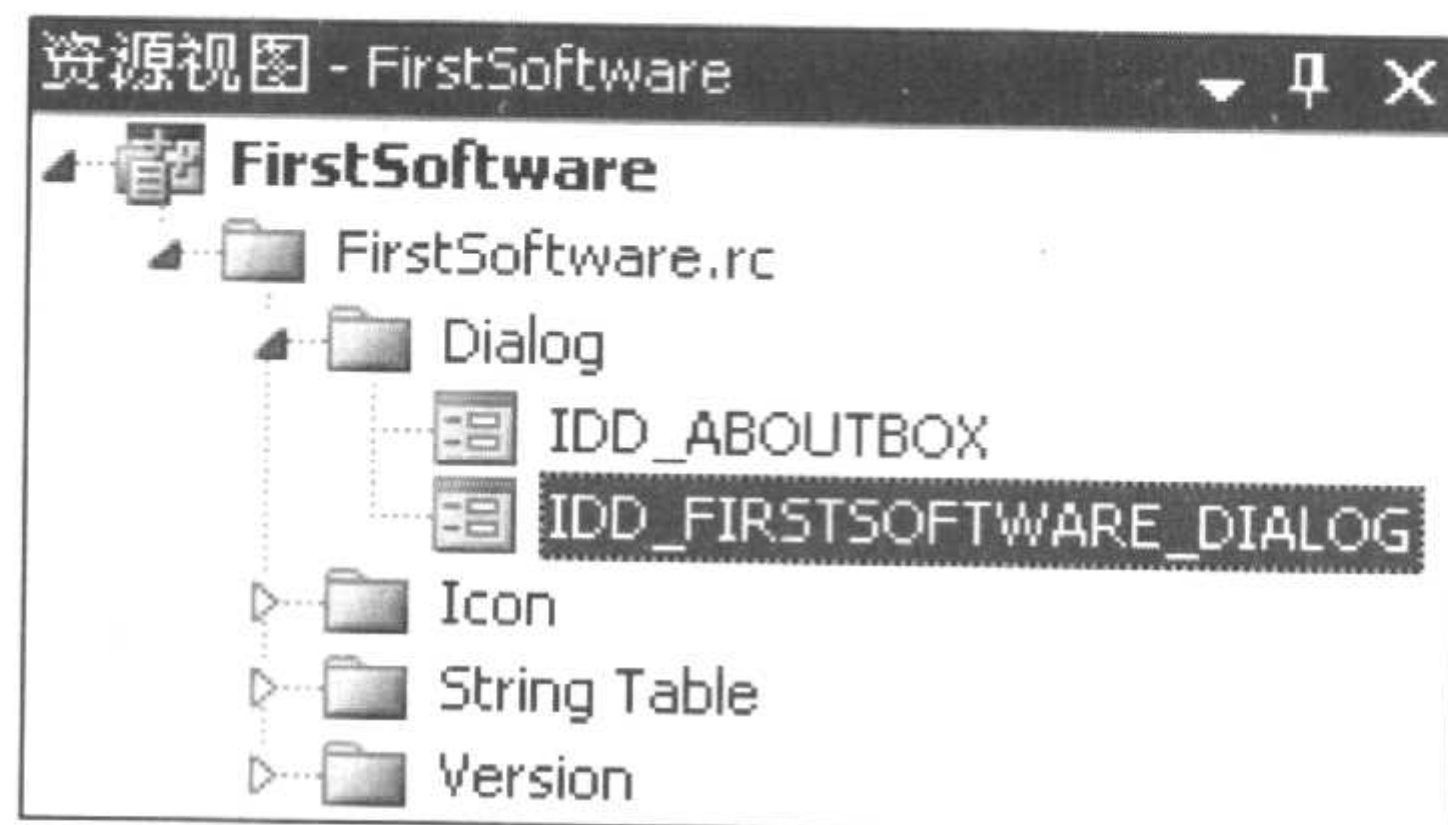 资源视图 - FirstSoftware
FirstSoftware
FirstSoftware.rc
Dialog
IDD_ABOUTBOX
IDD_FIRSTSOFTWARE_DIALOG
Icon
String Table
Version